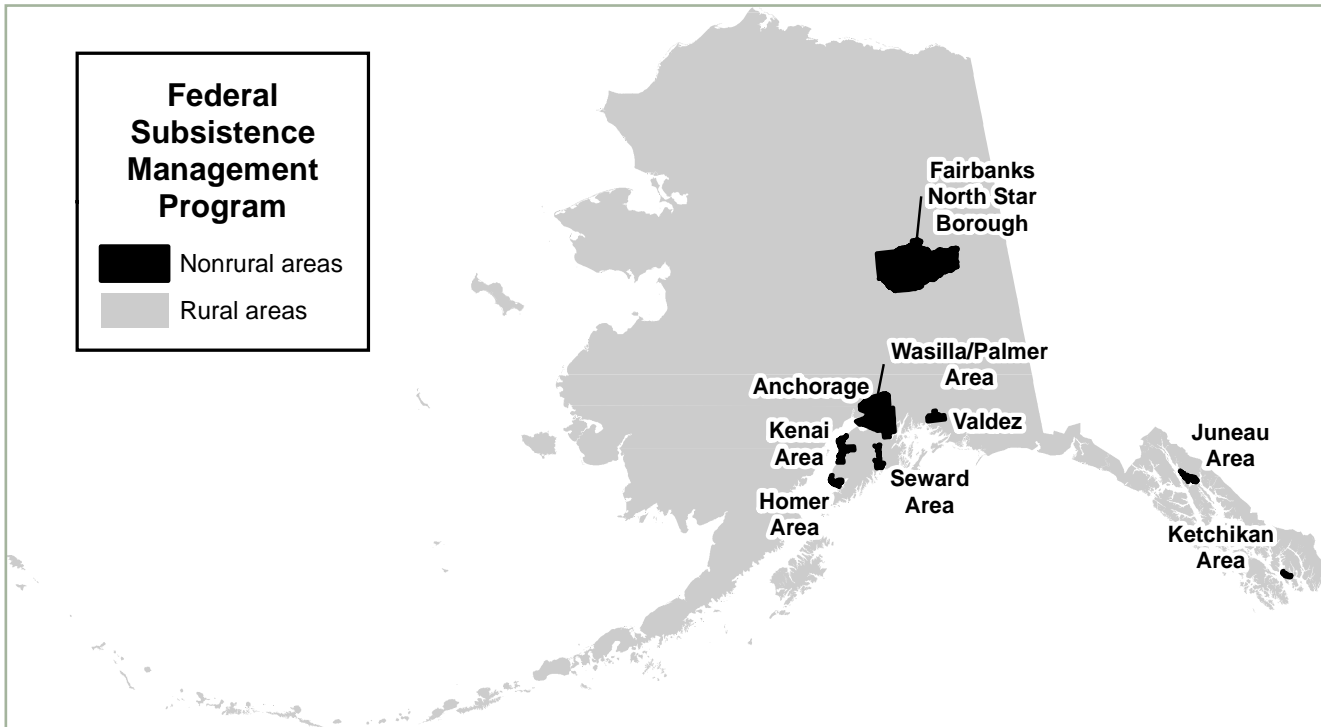 Federal
Subsistence
Management
Program
Nonrural areas
Rural areas
Fairbanks
North Star
Borough
Wasilla/Palmer
Area
Anchorage
Valdez
Kenai
Area
Seward
Area
Homer
Area
Juneau
Area
Ketchikan
Area